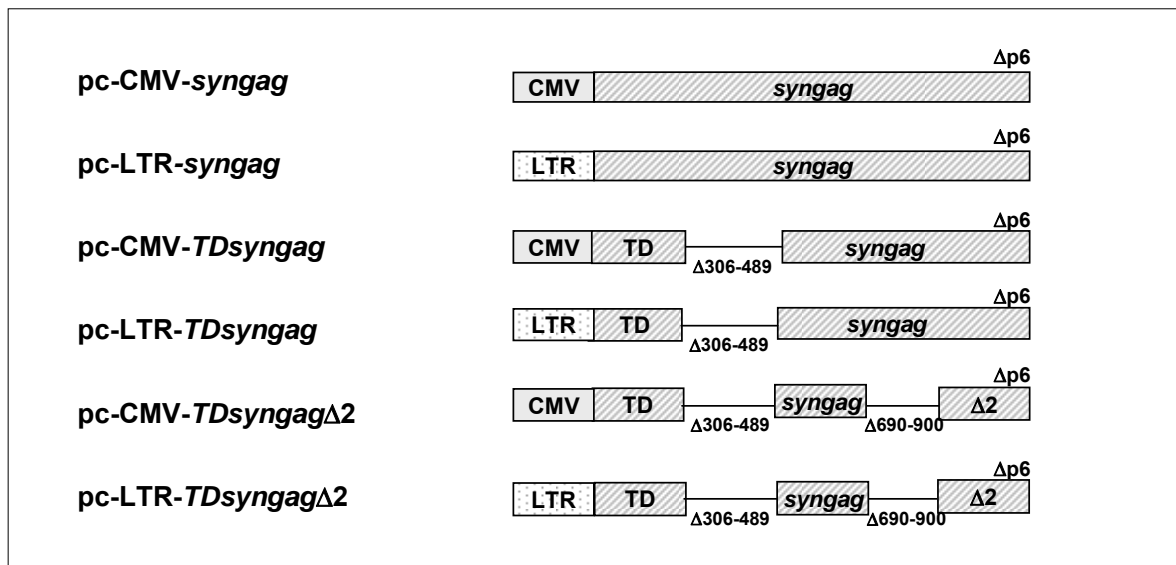 Δp6
pc-CMV-syngag
CMV
syngag
Δp6
pc-LTR-syngag
LTR
syngag
Δp6
pc-CMV-TDsyngag
CMV
TD
syngag
Δ306-489
Δp6
pc-LTR-TDsyngag
LTR
TD
syngag
Δ306-489
Δp6
pc-CMV-TDsyngagΔ2
CMV
TD
syngag
Δ2
Δ306-489
Δ690-900
Δp6
pc-LTR-TDsyngagΔ2
LTR
TD
syngag
Δ2
Δ306-489
Δ690-900